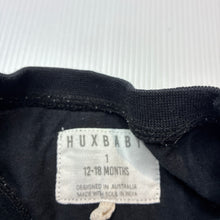 HUXBABY
1
12-18 MONTHS
DESIGNED IN AUSTRALIA
MADE WITH SOUL IN INDIA